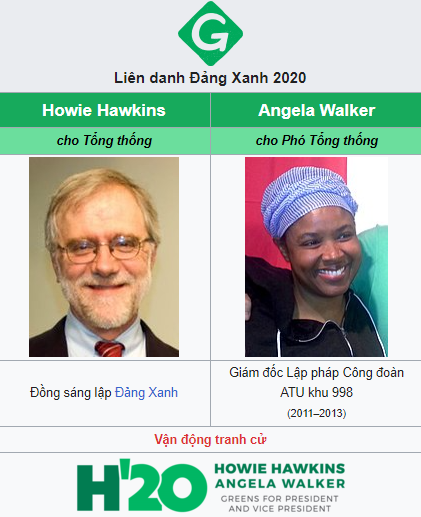 G
Liên danh Đảng Xanh 2020
Howie Hawkins
Angela Walker
cho Tổng thống
cho Phó Tổng thống
Đồng sáng lập Đảng Xanh
Giám đốc Lập pháp Công đoàn
ATU khu 998
(2011–2013)
Vận động tranh cử
H'20
HOWIE HAWKINS
ANGELA WALKER
GREENS FOR PRESIDENT
AND VICE PRESIDENT